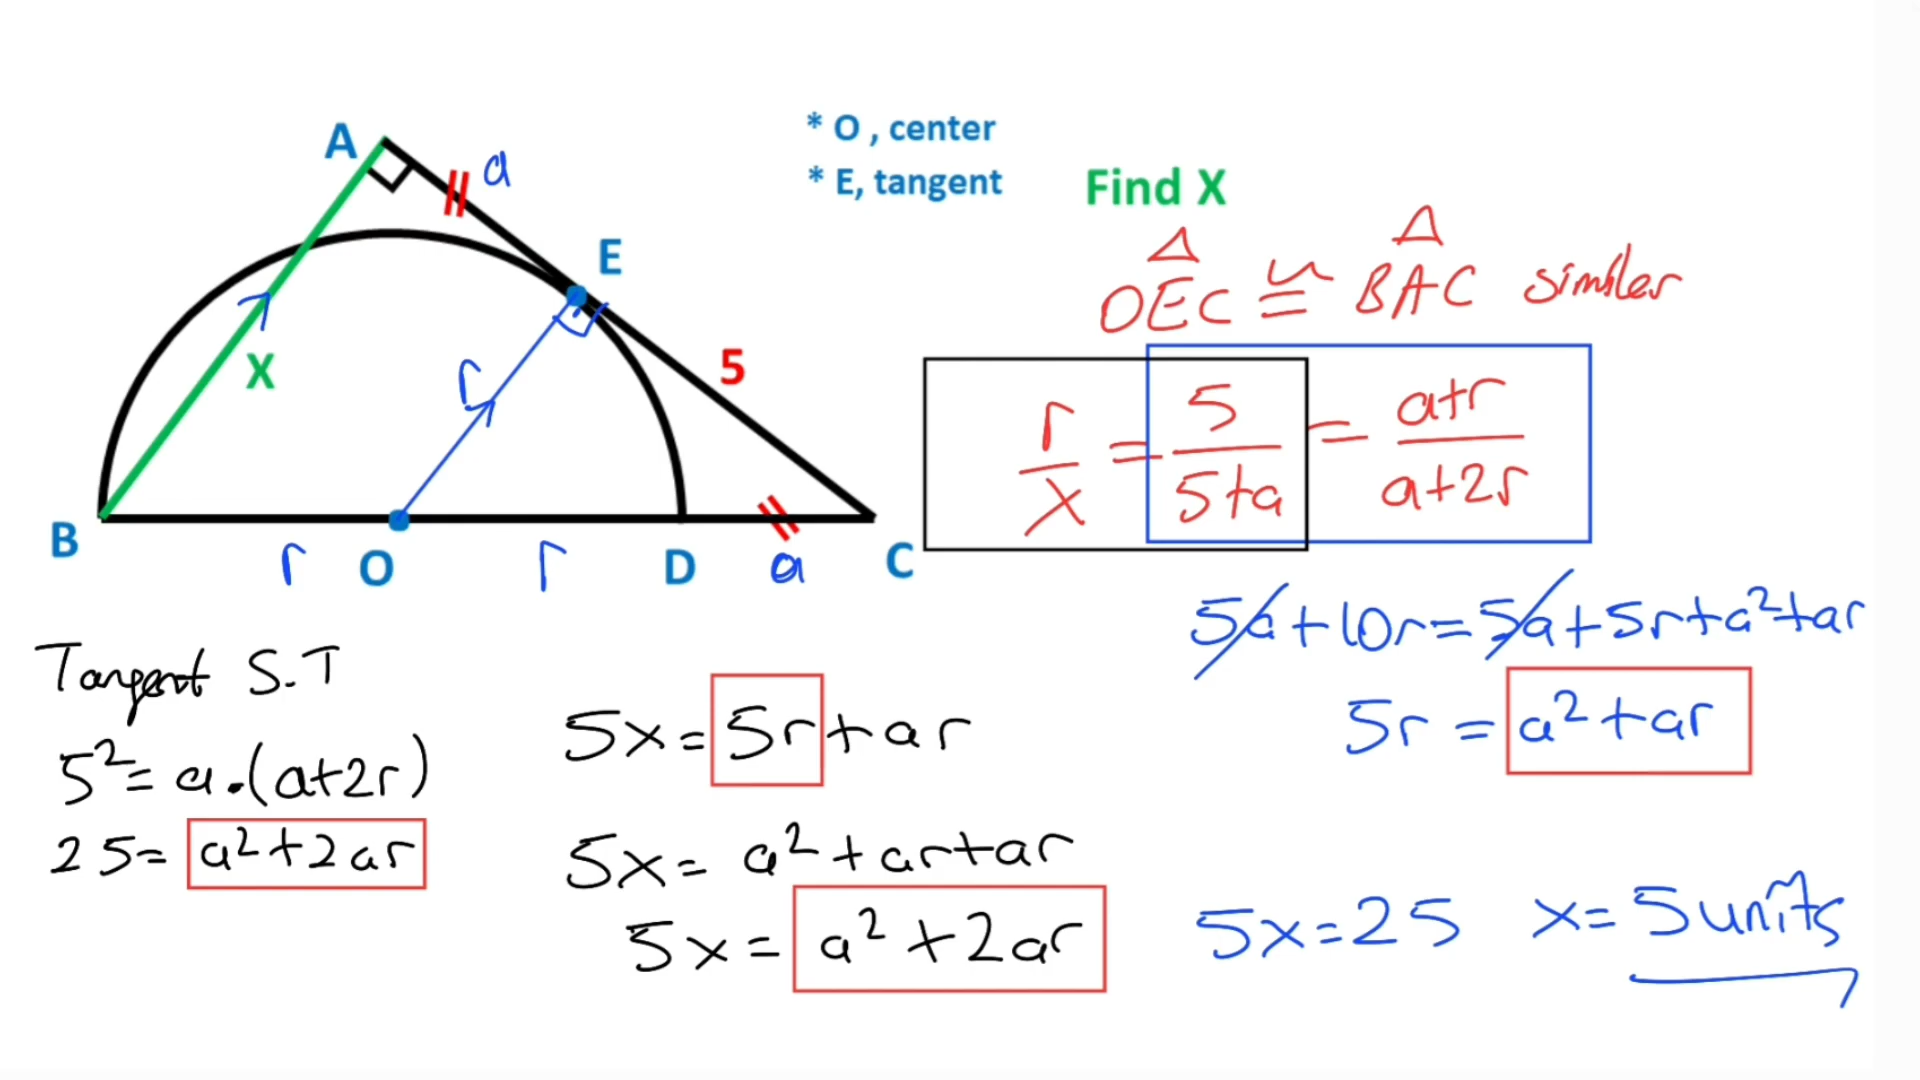 A
a
* O , center
* E, tangent
Find X
E
X
r
5
B
r
O
r
D
a
C
△ △
OEC ≅ BAC similer
r/x = 5/5+a = a+r/a+2r
5a+10r=5a+5r+a²+ar
5r = a²+ar
Tangent S.T
5²= a.(a+2r)
25= a²+2ar
5x= 5r+ar
5x= a²+ar+ar
5x = a²+2ar
5x=25 x= 5units